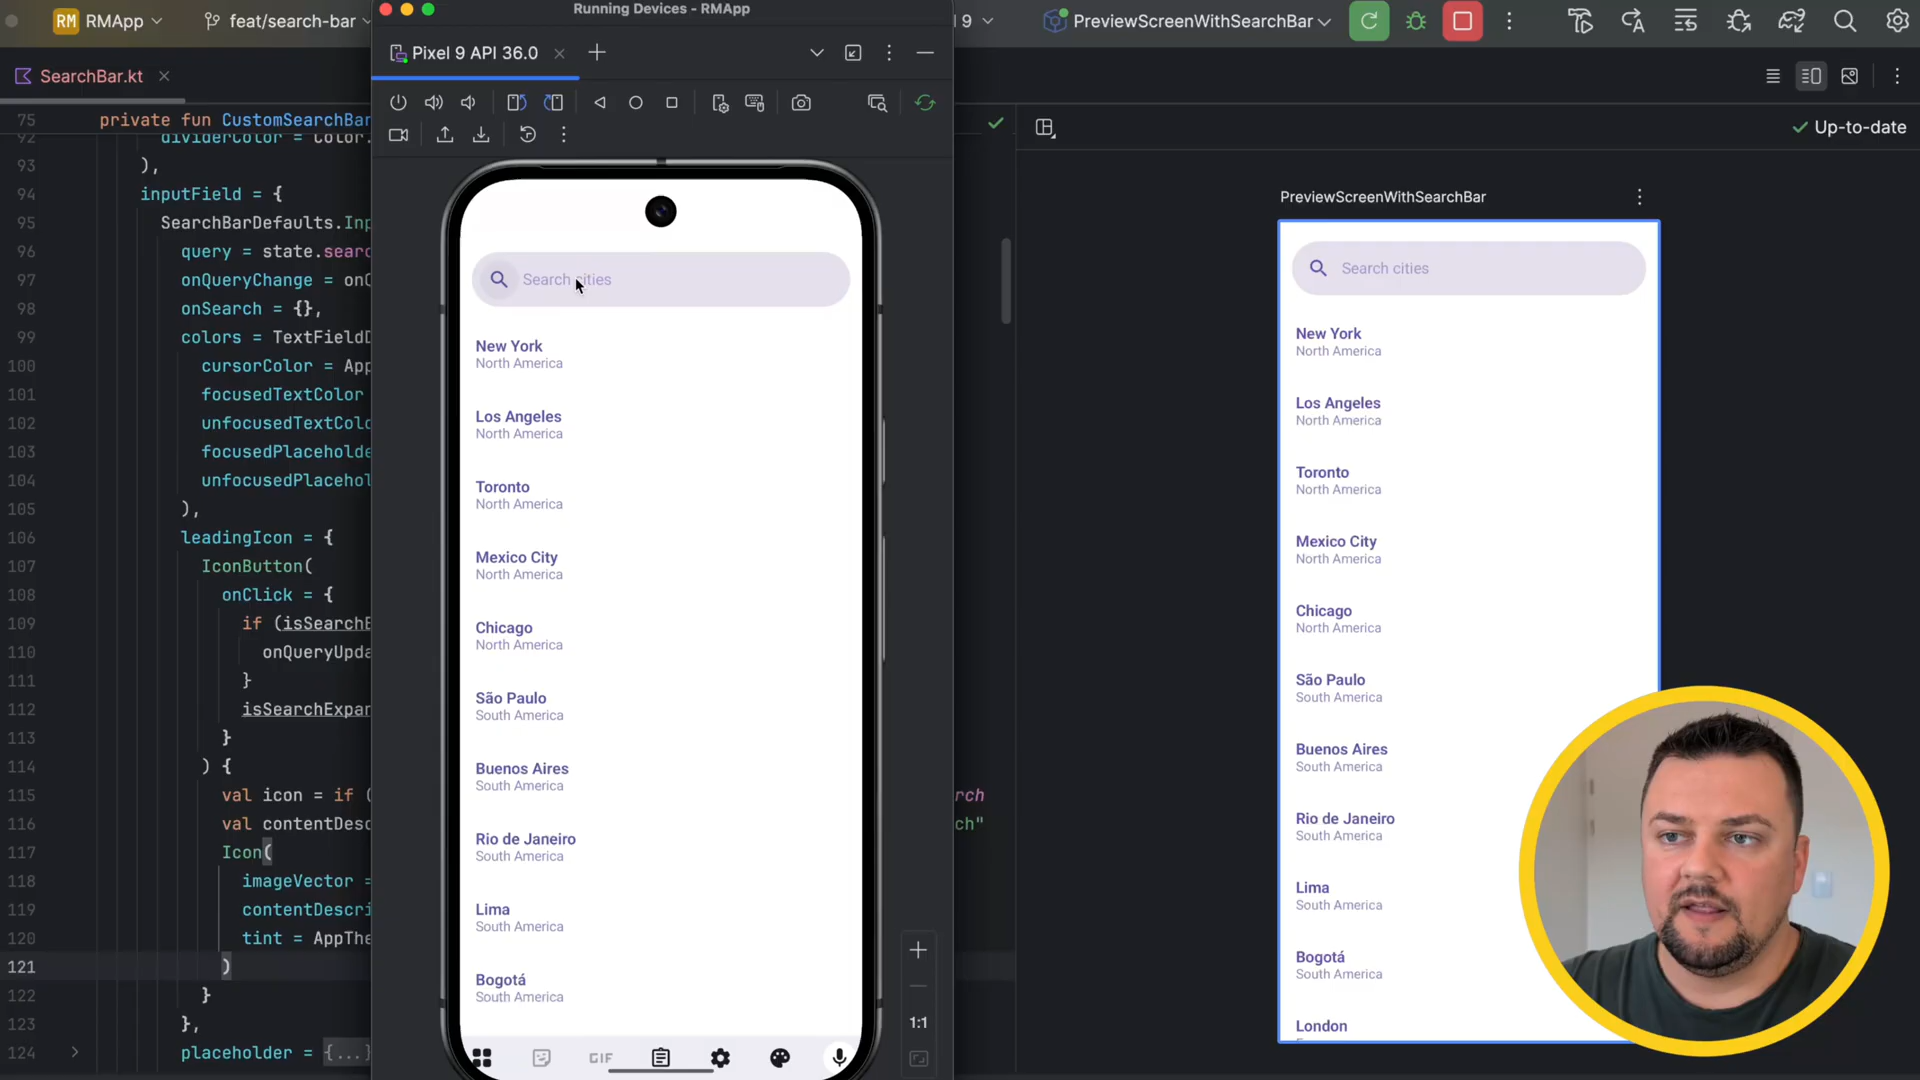 RM RMApp
feat/search-bar
Running Devices - RMApp
9
PreviewScreenWithSearchBar
SearchBar.kt
Pixel 9 API 36.0
Up-to-date
75 private fun CustomSearchBar
92 dividerColor = Color.
93 ),
94 inputField = {
95 SearchBarDefaults.Inp
96 query = state.searc
97 onQueryChange = onQ
98 onSearch = {},
99 colors = TextFieldD
100 cursorColor = App
101 focusedTextColor
102 unfocusedTextColo
103 focusedPlaceholde
104 unfocusedPlacehol
105 ),
106 leadingIcon = {
107 IconButton(
108 onClick = {
109 if (isSearchE
110 onQueryUpda
111 }
112 isSearchExpan
113 }
114 ) {
115 val icon = if (
116 val contentDesc
117 Icon(
118 imageVector =
119 contentDescri
120 tint = AppThe
121 )
122 }
123 },
124 placeholder = {...}
rch
ch"
Search cities
New York
North America
Los Angeles
North America
Toronto
North America
Mexico City
North America
Chicago
North America
São Paulo
South America
Buenos Aires
South America
Rio de Janeiro
South America
Lima
South America
Bogotá
South America
GIF
1:1
PreviewScreenWithSearchBar
Search cities
New York
North America
Los Angeles
North America
Toronto
North America
Mexico City
North America
Chicago
North America
São Paulo
South America
Buenos Aires
South America
Rio de Janeiro
South America
Lima
South America
Bogotá
South America
London